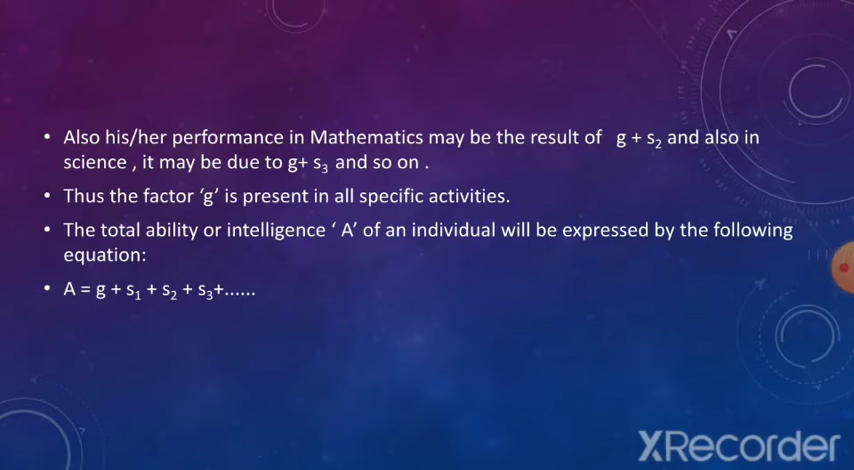 • Also his/her performance in Mathematics may be the result of g + s₂ and also in
science , it may be due to g+ s₃ and so on .
• Thus the factor ‘g’ is present in all specific activities.
• The total ability or intelligence ‘ A’ of an individual will be expressed by the following
equation:
• A = g + s₁ + s₂ + s₃+......
XRecorder